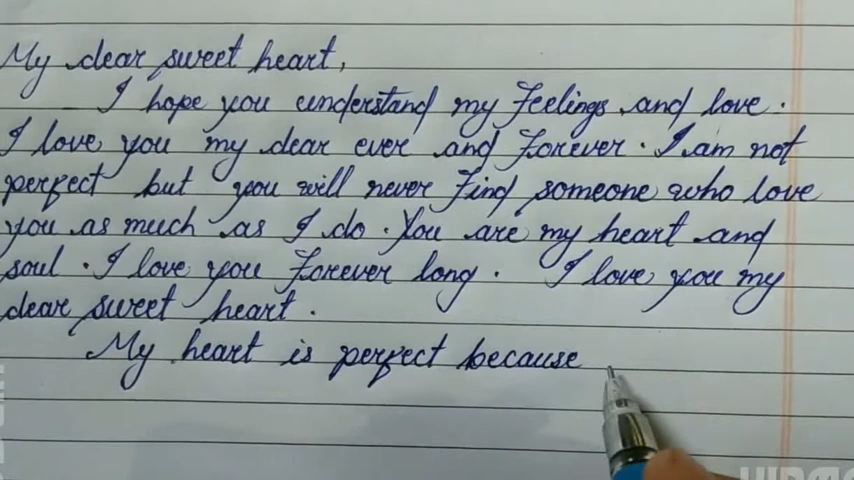 My dear sweet heart,
I hope you understand my feelings and love.
I love you my dear ever and forever. I am not
perfect but you will never find someone who love
you as much as I do. You are my heart and
soul. I love you forever long. I love you my
dear sweet heart.
My heart is perfect because